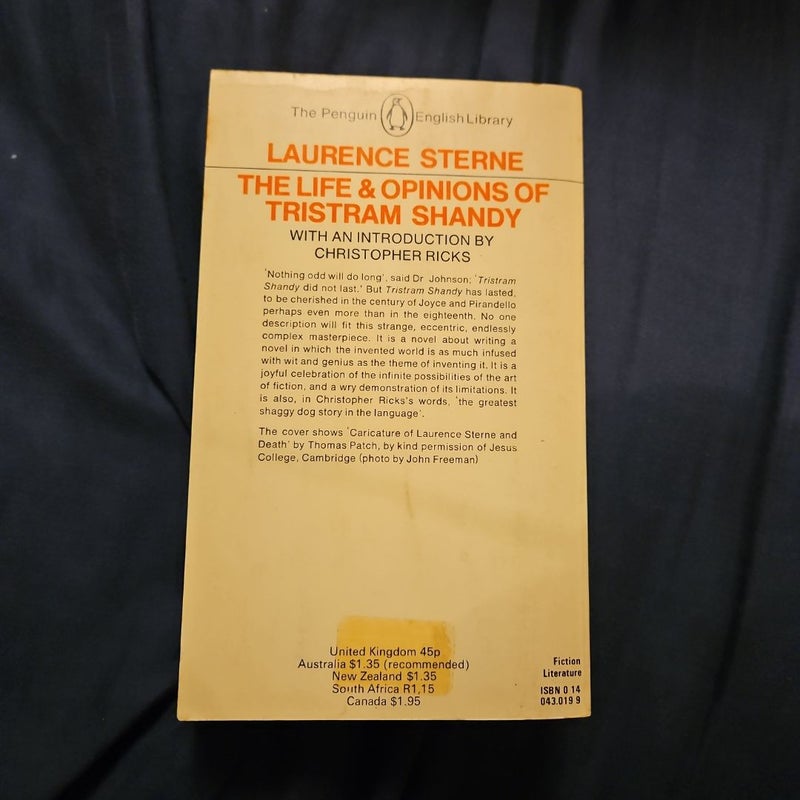 The Penguin English Library
LAURENCE STERNE
THE LIFE & OPINIONS OF
TRISTRAM SHANDY
WITH AN INTRODUCTION BY
CHRISTOPHER RICKS
'Nothing odd will do long', said Dr Johnson; 'Tristram
Shandy did not last.' But Tristram Shandy has lasted,
to be cherished in the century of Joyce and Pirandello
perhaps even more than in the eighteenth. No one
description will fit this strange, eccentric, endlessly
complex masterpiece. It is a novel about writing a
novel in which the invented world is as much infused
with wit and genius as the theme of inventing it. It is a
joyful celebration of the infinite possibilities of the art
of fiction, and a wry demonstration of its limitations. It
is also, in Christopher Ricks's words, 'the greatest
shaggy dog story in the language'.
The cover shows 'Caricature of Laurence Sterne and
Death' by Thomas Patch, by kind permission of Jesus
College, Cambridge (photo by John Freeman)
United Kingdom 45p
Australia $1.35 (recommended)
New Zealand $1.35
South Africa R1,15
Canada $1.95
Fiction
Literature
ISBN 0 14
043.019 9